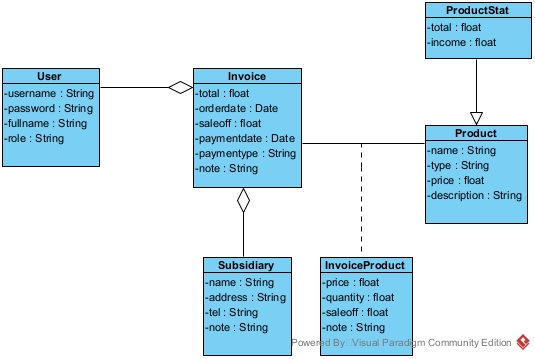 ProductStat
-total : float
-income : float
User
-username : String
-password : String
-fullname : String
-role : String
Invoice
-total : float
-orderdate : Date
-saleoff : float
-paymentdate : Date
-paymentype : String
-note : String
Product
-name : String
-type : String
-price : float
-description : String
Subsidiary
-name : String
-address : String
-tel : String
-note : String
InvoiceProduct
-price : float
-quantity : float
-saleoff : float
-note : String
Powered By: Visual Paradigm Community Edition